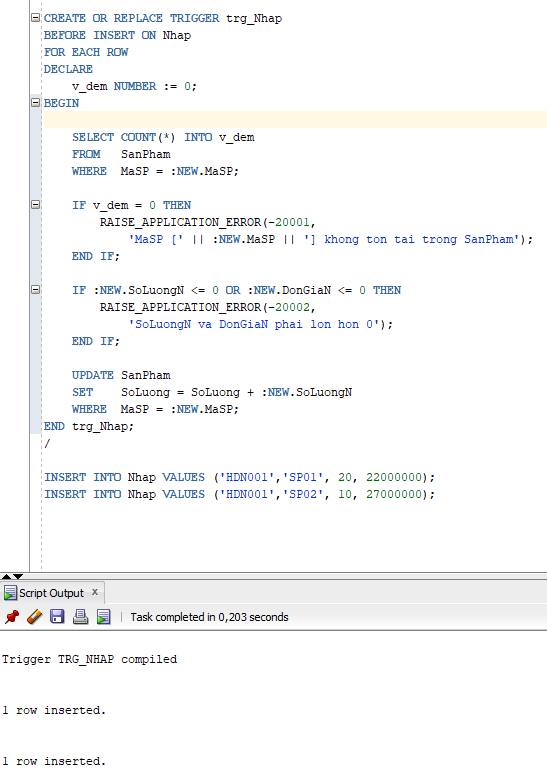 CREATE OR REPLACE TRIGGER trg_Nhap
BEFORE INSERT ON Nhap
FOR EACH ROW
DECLARE
    v_dem NUMBER := 0;
BEGIN

    SELECT COUNT(*) INTO v_dem
    FROM   SanPham
    WHERE  MaSP = :NEW.MaSP;

    IF v_dem = 0 THEN
        RAISE_APPLICATION_ERROR(-20001,
            'MaSP [' || :NEW.MaSP || '] khong ton tai trong SanPham');
    END IF;

    IF :NEW.SoLuongN <= 0 OR :NEW.DonGiaN <= 0 THEN
        RAISE_APPLICATION_ERROR(-20002,
            'SoLuongN va DonGiaN phai lon hon 0');
    END IF;

    UPDATE SanPham
    SET    SoLuong = SoLuong + :NEW.SoLuongN
    WHERE  MaSP = :NEW.MaSP;
END trg_Nhap;
/

INSERT INTO Nhap VALUES ('HDN001','SP01', 20, 22000000);
INSERT INTO Nhap VALUES ('HDN001','SP02', 10, 27000000);
Script Output x
Task completed in 0,203 seconds
Trigger TRG_NHAP compiled
1 row inserted.
1 row inserted.